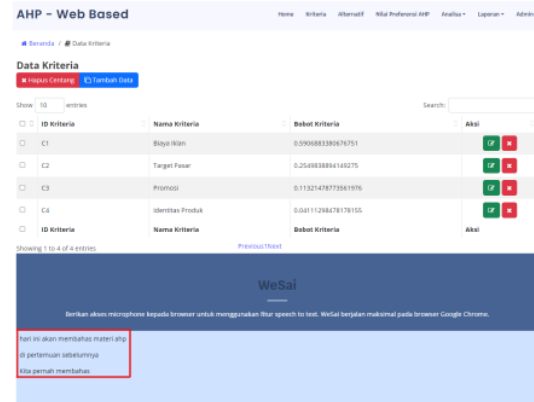 AHP - Web Based
Home Kriteria Alternatif Nilai Preferensi AHP Analisa Laporan Admin
Beranda / Data Kriteria
Data Kriteria
Hapus Centang Tambah Data
Show 10 entries Search:
ID Kriteria Nama Kriteria Bobot Kriteria Aksi
C1 Biaya Iklan 0.5906883380676751
C2 Target Pasar 0.2549838894149275
C3 Promosi 0.11321478773561976
C4 Identitas Produk 0.04111298478178155
ID Kriteria Nama Kriteria Bobot Kriteria Aksi
Showing 1 to 4 of 4 entries Previous1Next
WeSai
Berikan akses microphone kepada browser untuk menggunakan fitur speech to text. WeSai berjalan maksimal pada browser Google Chrome.
hari ini akan membahas materi ahp
di pertemuan sebelumnya
Kita pernah membahas